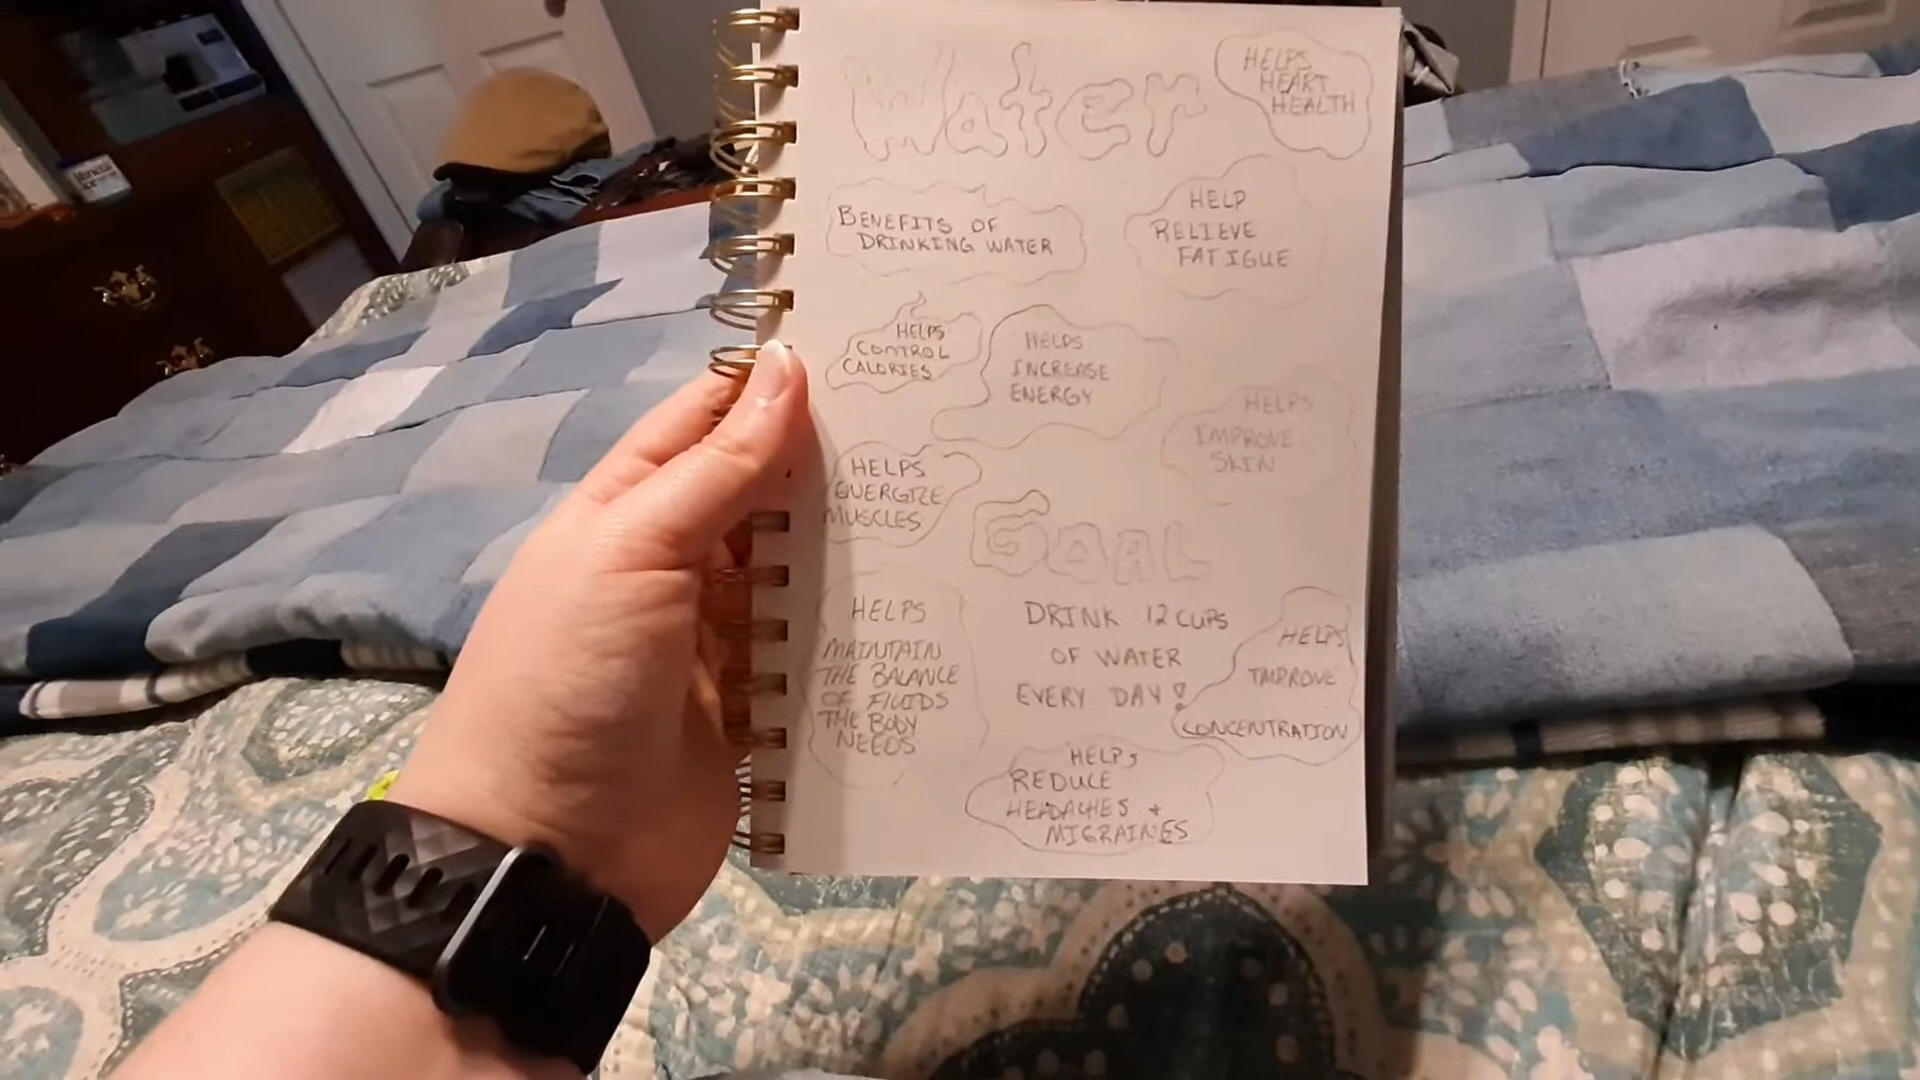 Water
HELPS
HEART
HEALTH
BENEFITS OF
DRINKING WATER
HELP
RELIEVE
FATIGUE
HELPS
CONTROL
CALORIES
HELPS
INCREASE
ENERGY
HELPS
IMPROVE
SKIN
HELPS
ENERGIZE
MUSCLES
GOAL
DRINK 12 CUPS
OF WATER
EVERY DAY!
HELPS
MAINTAIN
THE BALANCE
OF FLUIDS
THE BODY
NEEDS
HELPS
IMPROVE
CONCENTRATION
HELPS
REDUCE
HEADACHES +
MIGRAINES